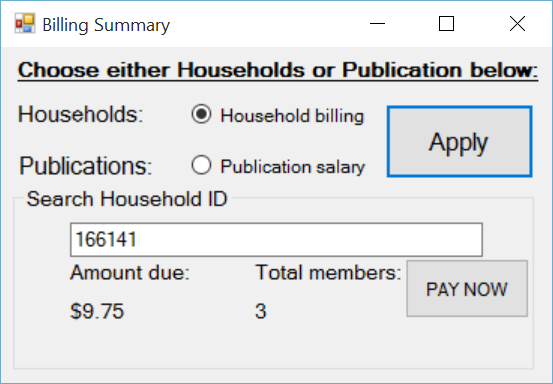 Billing Summary
Choose either Households or Publication below:
Households: Household billing
Apply
Publications: Publication salary
Search Household ID
166141
Amount due: Total members:
PAY NOW
$9.75 3